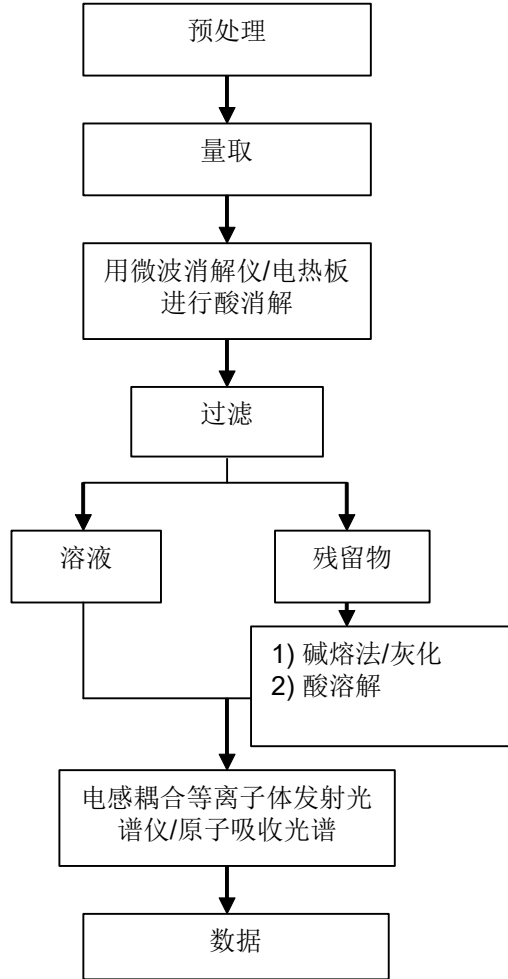 预处理
量取
用微波消解仪/电热板
进行酸消解
过滤
溶液
残留物
1) 碱熔法/灰化
2) 酸溶解
电感耦合等离子体发射光
谱仪/原子吸收光谱
数据